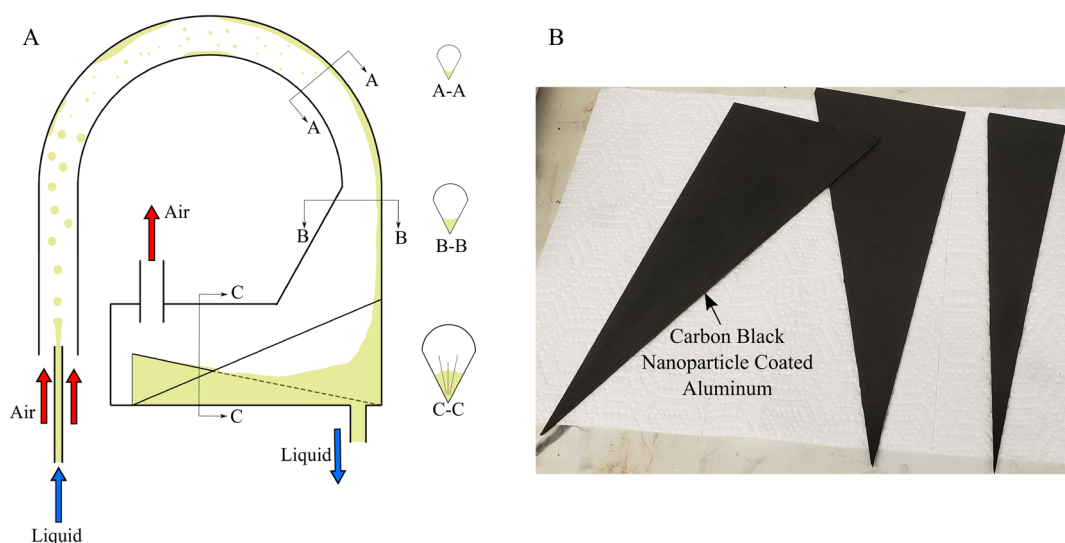 A
A
A
A-A
Air
B
B
B-B
C
C
C-C
Air
Liquid
Liquid
B
Carbon Black
Nanoparticle Coated
Aluminum